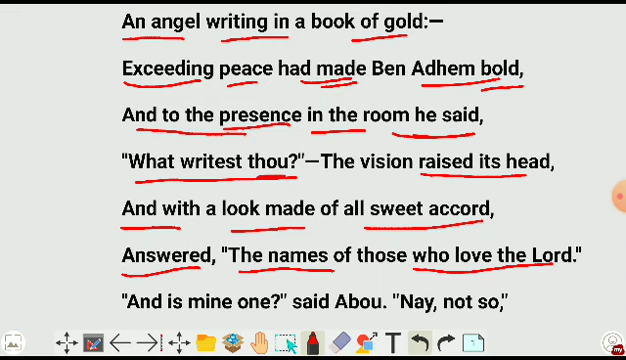 An angel writing in a book of gold:—
Exceeding peace had made Ben Adhem bold,
And to the presence in the room he said,
"What writest thou?"—The vision raised its head,
And with a look made of all sweet accord,
Answered, "The names of those who love the Lord."
"And is mine one?" said Abou. "Nay, not so,"
T
my